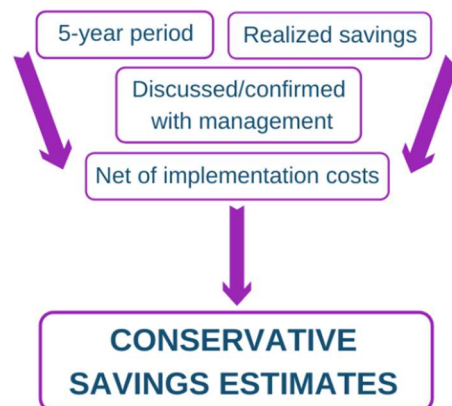 5-year period
Realized savings
Discussed/confirmed
with management
Net of implementation costs
CONSERVATIVE
SAVINGS ESTIMATES